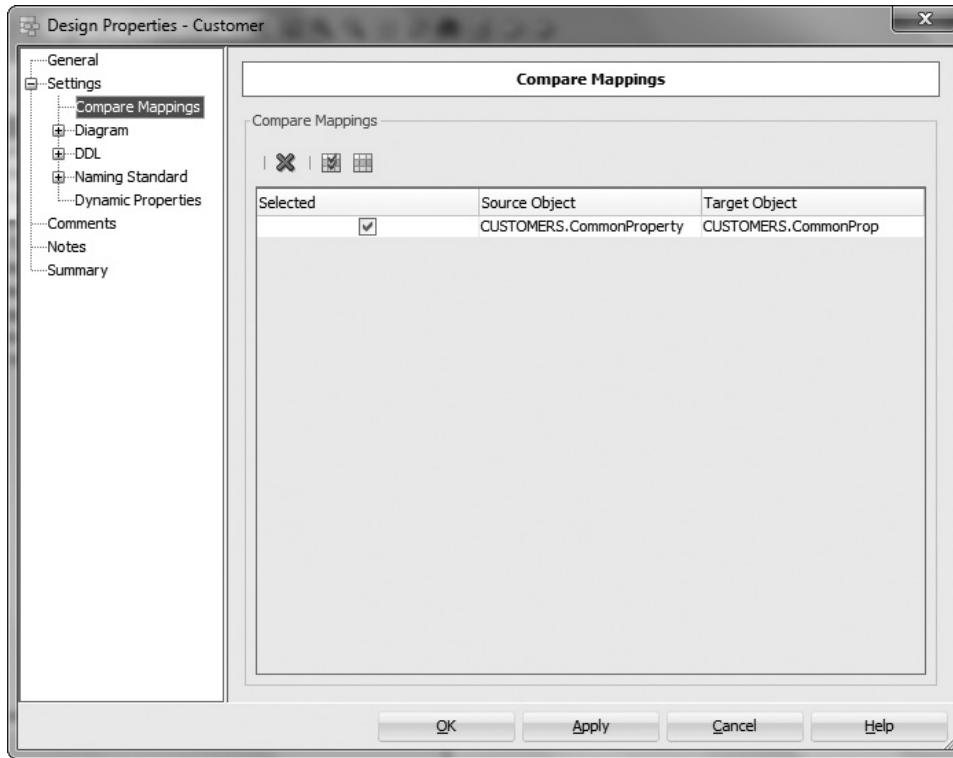 Design Properties - Customer
General
Settings
Compare Mappings
Diagram
DDL
Naming Standard
Dynamic Properties
Comments
Notes
Summary
Compare Mappings
Compare Mappings
Selected Source Object Target Object
CUSTOMERS.CommonProperty CUSTOMERS.CommonProp
OK Apply Cancel Help